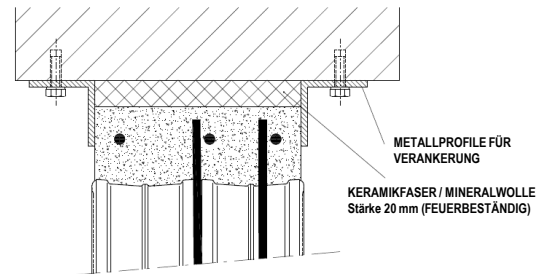 METALLPROFILE FÜR
VERANKERUNG
KERAMIKFASER / MINERALWOLLE
Stärke 20 mm (FEUERBESTÄNDIG)